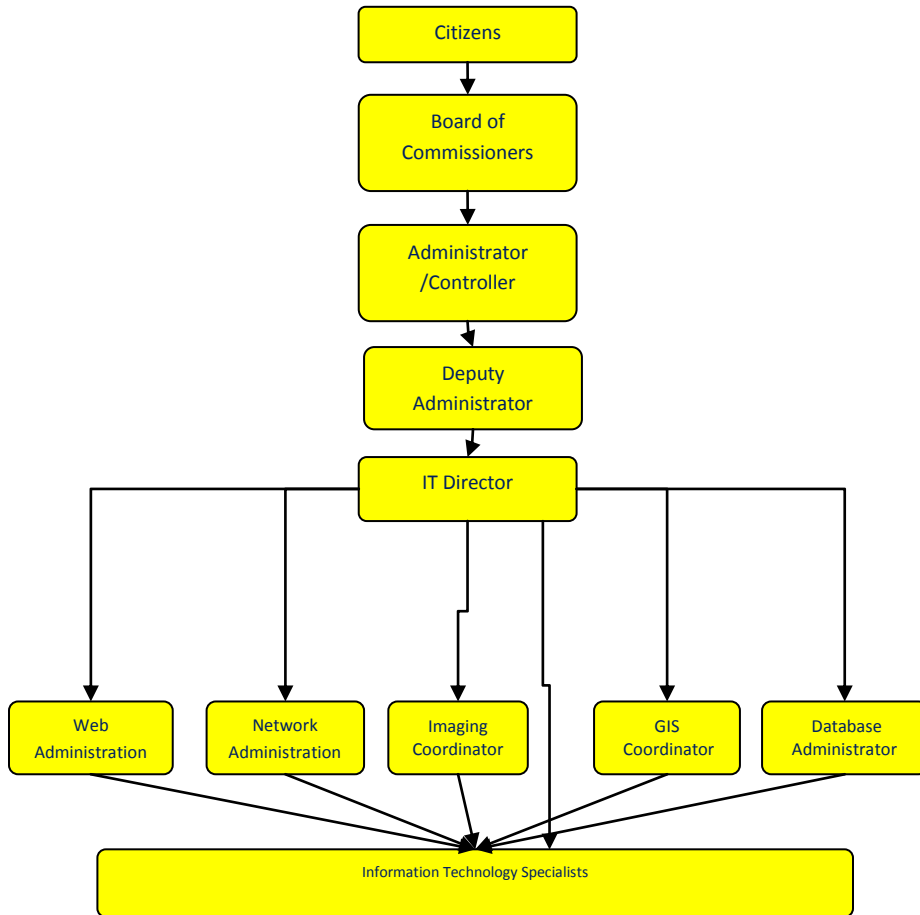 Citizens
Board of
Commissioners
Administrator
/Controller
Deputy
Administrator
IT Director
Web
Administration
Network
Administration
Imaging
Coordinator
GIS
Coordinator
Database
Administrator
Information Technology Specialists